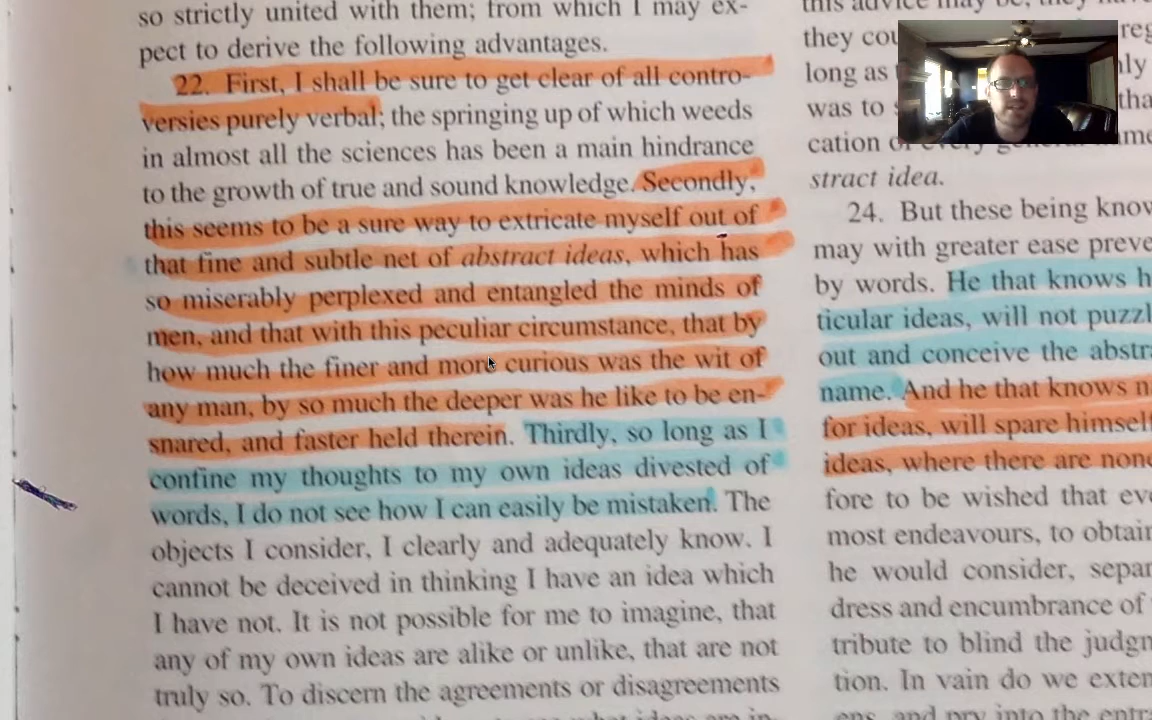 so strictly united with them; from which I may ex-
pect to derive the following advantages.
22. First, I shall be sure to get clear of all contro-
versies purely verbal; the springing up of which weeds
in almost all the sciences has been a main hindrance
to the growth of true and sound knowledge. Secondly,
this seems to be a sure way to extricate myself out of
that fine and subtle net of abstract ideas, which has
so miserably perplexed and entangled the minds of
men, and that with this peculiar circumstance, that by
how much the finer and more curious was the wit of
any man, by so much the deeper was he like to be en-
snared, and faster held therein. Thirdly, so long as I
confine my thoughts to my own ideas divested of
words, I do not see how I can easily be mistaken. The
objects I consider, I clearly and adequately know. I
cannot be deceived in thinking I have an idea which
I have not. It is not possible for me to imagine, that
any of my own ideas are alike or unlike, that are not
truly so. To discern the agreements or disagreements
this advice may be, they
they cou
long as
was to
cation of every
stract idea.
24. But these being know
may with greater ease preve
by words. He that knows h
ticular ideas, will not puzzl
out and conceive the abstra
name. And he that knows n
for ideas, will spare himself
ideas, where there are none
fore to be wished that eve
most endeavours, to obtain
he would consider, separ
dress and encumbrance of
tribute to blind the judgm
tion. In vain do we exten
and pry into the